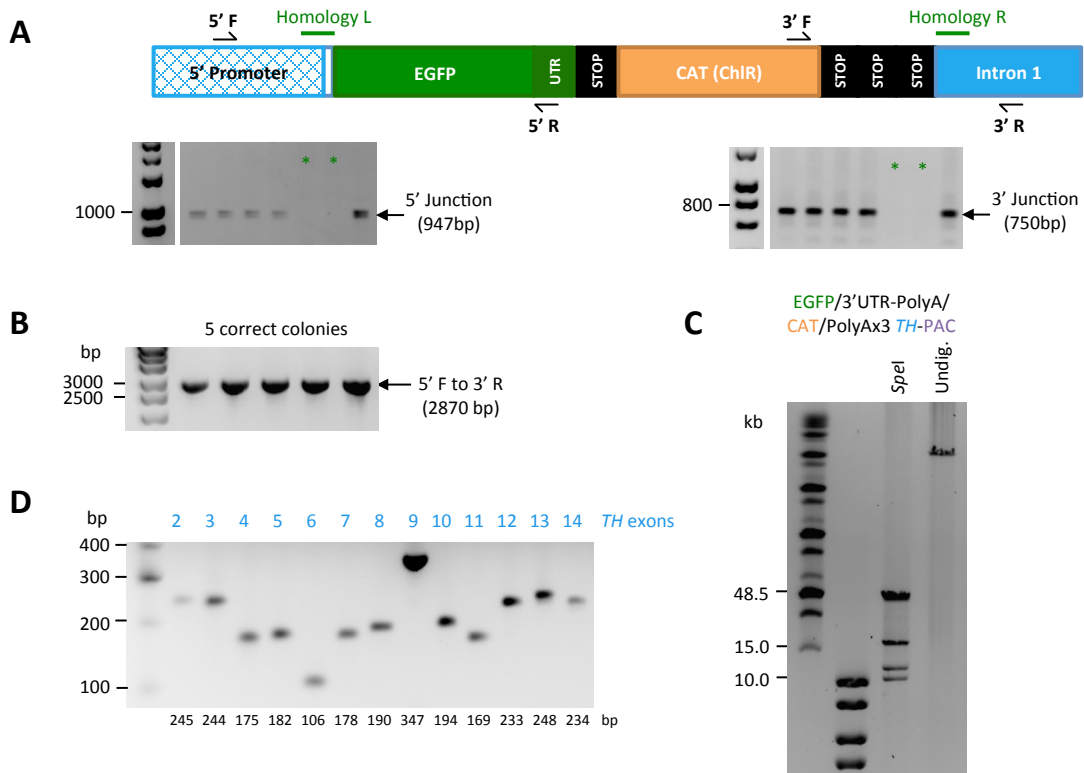 A
5’ F
Homology L
3’ F
Homology R
5’ Promoter
EGFP
UTR
STOP
CAT (ChlR)
STOP
STOP
STOP
Intron 1
5’ R
3’ R
* *
1000
5’ Junction
(947bp)
* *
800
3’ Junction
(750bp)
B
5 correct colonies
bp
3000
2500
5’ F to 3’ R
(2870 bp)
C
EGFP/3’UTR-PolyA/
CAT/PolyAx3 TH-PAC
SpeI
Undig.
kb
48.5
15.0
10.0
D
bp
2 3 4 5 6 7 8 9 10 11 12 13 14 TH exons
400
300
200
100
245 244 175 182 106 178 190 347 194 169 233 248 234 bp